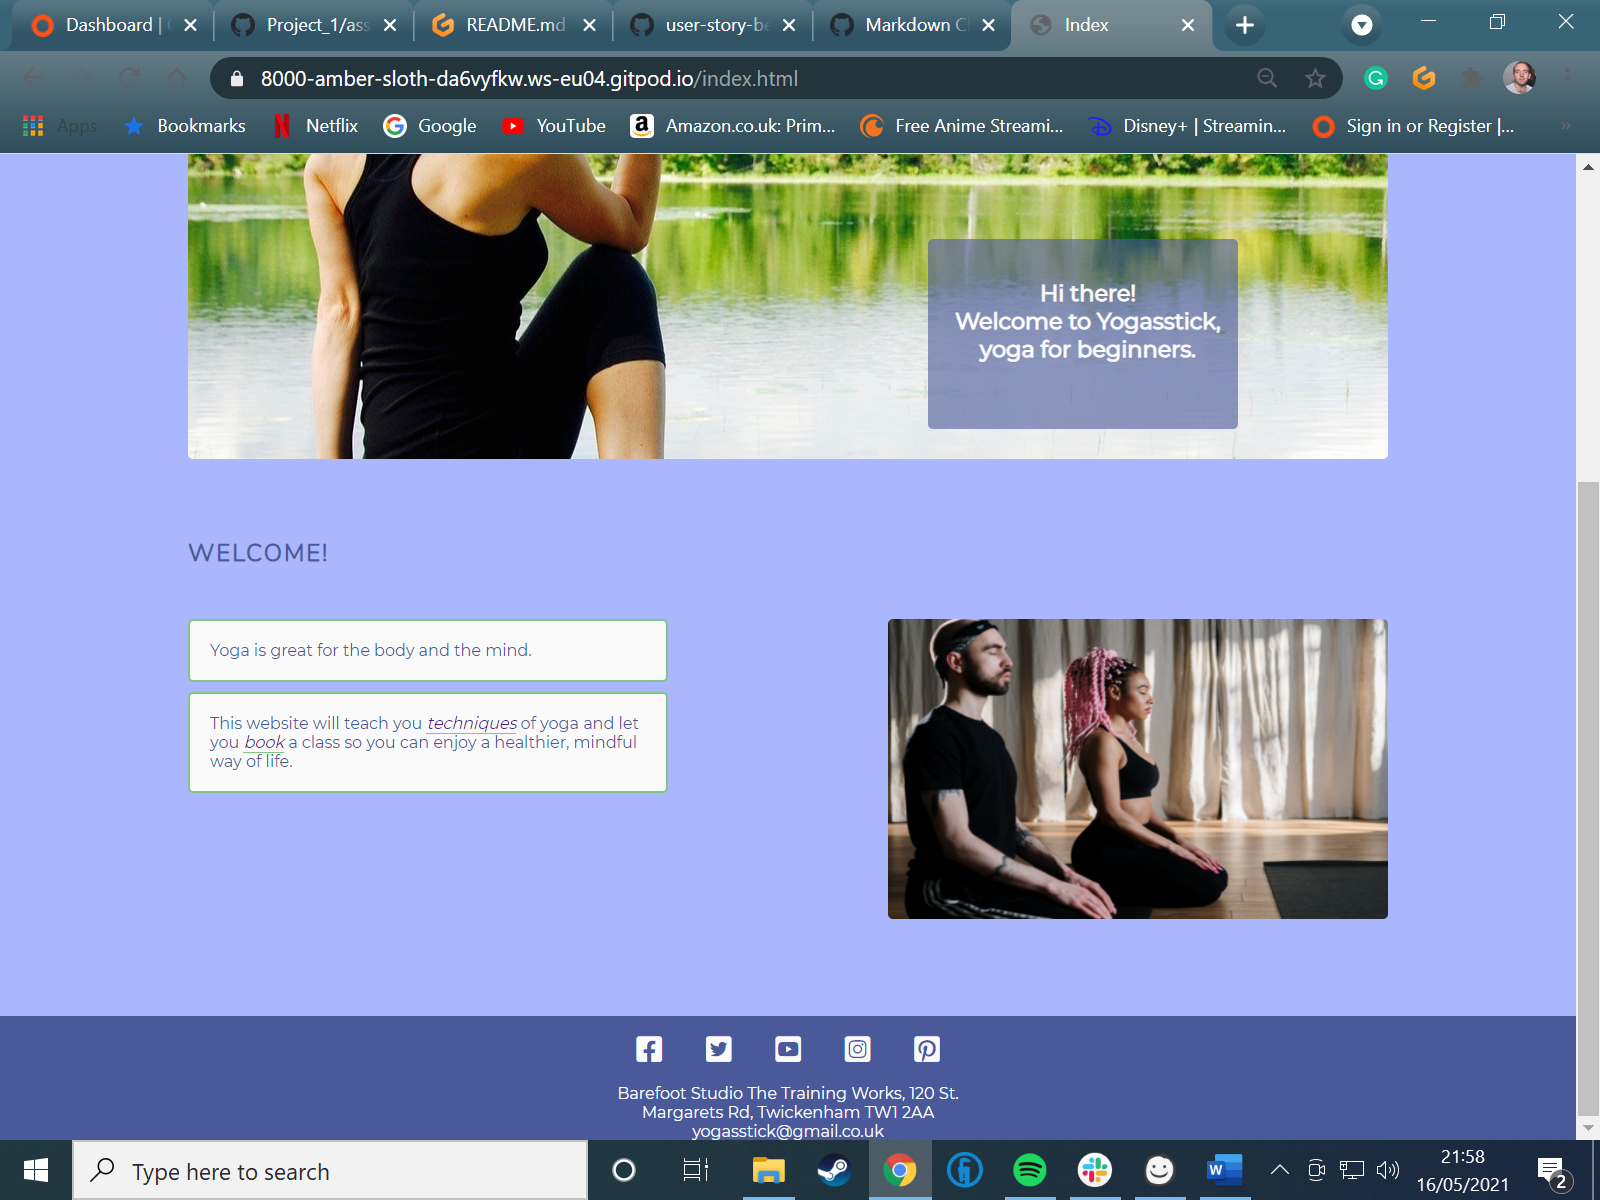 Dashboard |
Project_1/ass
README.md
user-story-be
Markdown C
Index
8000-amber-sloth-da6vyfkw.ws-eu04.gitpod.io/index.html
Apps
Bookmarks
Netflix
Google
YouTube
Amazon.co.uk: Prim...
Free Anime Streami...
Disney+ | Streamin...
Sign in or Register |...
Hi there!
Welcome to Yogasstick,
yoga for beginners.
WELCOME!
Yoga is great for the body and the mind.
This website will teach you techniques of yoga and let
you book a class so you can enjoy a healthier, mindful
way of life.
Barefoot Studio The Training Works, 120 St.
Margarets Rd, Twickenham TW1 2AA
yogasstick@gmail.co.uk
Type here to search
21:58
16/05/2021
2